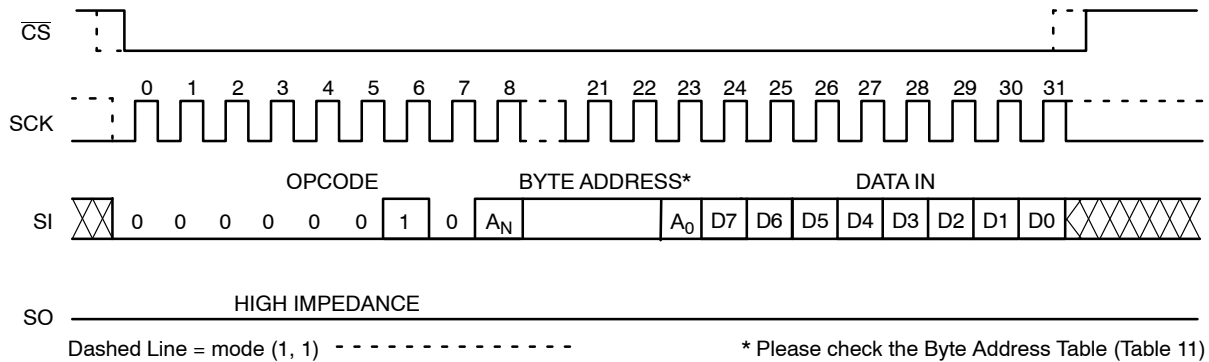 CS
0 1 2 3 4 5 6 7 8 21 22 23 24 25 26 27 28 29 30 31
SCK
OPCODE BYTE ADDRESS* DATA IN
SI 0 0 0 0 0 0 1 0 AN A0 D7 D6 D5 D4 D3 D2 D1 D0
HIGH IMPEDANCE
SO
Dashed Line = mode (1, 1) * Please check the Byte Address Table (Table 11)